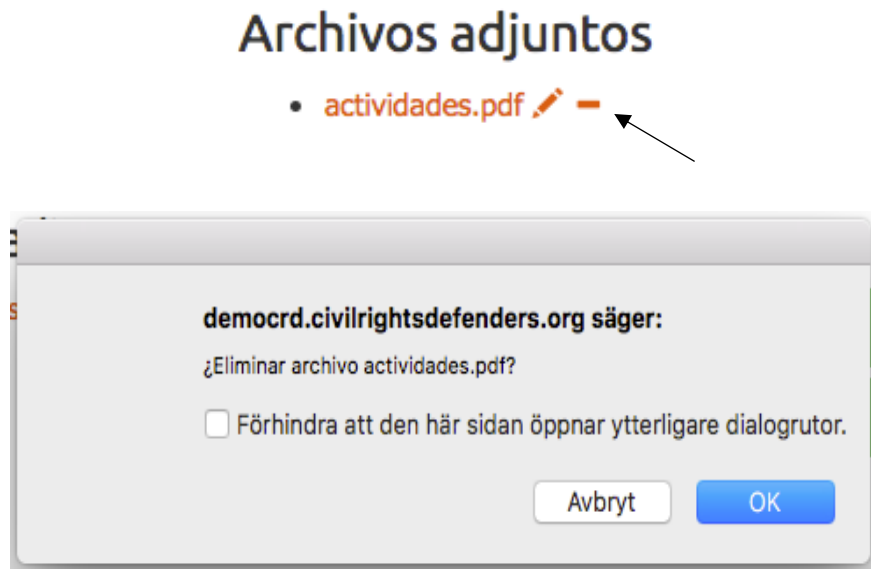 Archivos adjuntos
actividades.pdf
democrd.civilrightsdefenders.org säger:
¿Eliminar archivo actividades.pdf?
Förhindra att den här sidan öppnar ytterligare dialogrutor.
Avbryt
OK